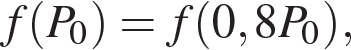 f(P₀) = f(0,8P₀),